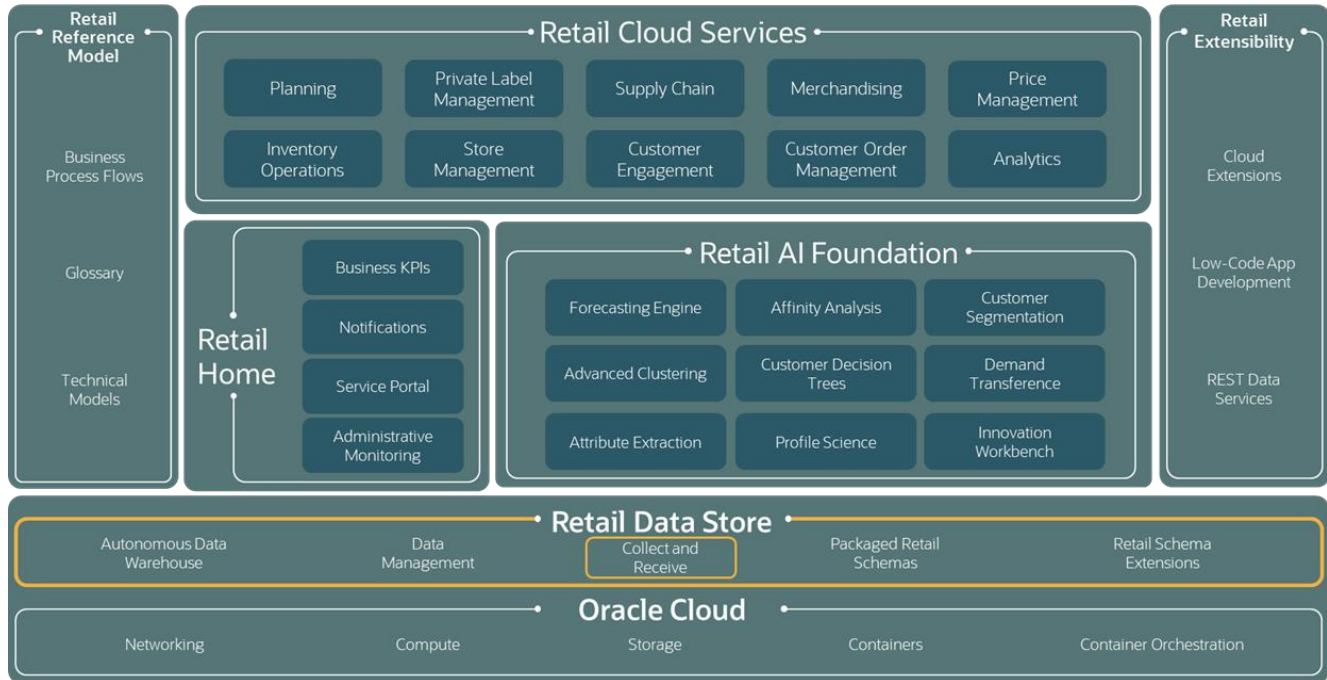 Retail
Reference
Model
Business
Process Flows
Glossary
Technical
Models
Retail Cloud Services
Planning
Private Label
Management
Supply Chain
Merchandising
Price
Management
Inventory
Operations
Store
Management
Customer
Engagement
Customer Order
Management
Analytics
Retail
Extensibility
Cloud
Extensions
Low-Code App
Development
REST Data
Services
Retail
Home
Business KPIs
Notifications
Service Portal
Administrative
Monitoring
Retail AI Foundation
Forecasting Engine
Affinity Analysis
Customer
Segmentation
Advanced Clustering
Customer Decision
Trees
Demand
Transference
Attribute Extraction
Profile Science
Innovation
Workbench
Retail Data Store
Autonomous Data
Warehouse
Data
Management
Collect and
Receive
Packaged Retail
Schemas
Retail Schema
Extensions
Oracle Cloud
Networking
Compute
Storage
Containers
Container Orchestration